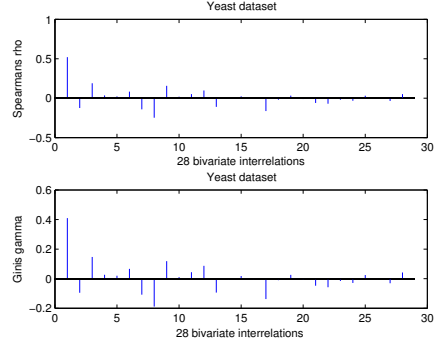 Yeast dataset
1
0.5
0
−0.5
Spearmans rho
0 5 10 15 20 25 30
28 bivariate interrelations
Yeast dataset
0.6
0.4
0.2
0
−0.2
Ginis gamma
0 5 10 15 20 25 30
28 bivariate interrelations